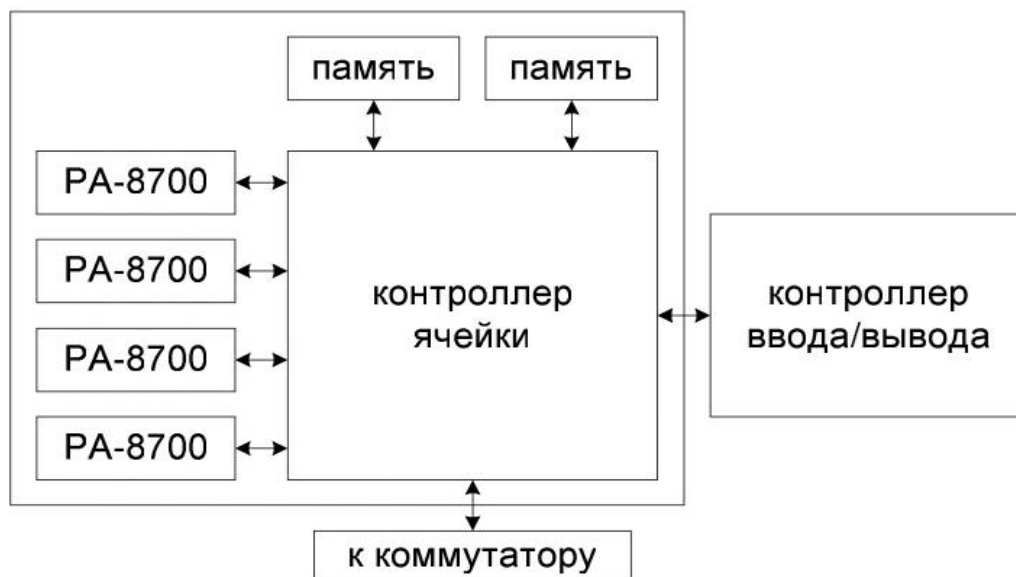 память
память
PA-8700
PA-8700
PA-8700
PA-8700
контроллер
ячейки
контроллер
ввода/вывода
к коммутатору